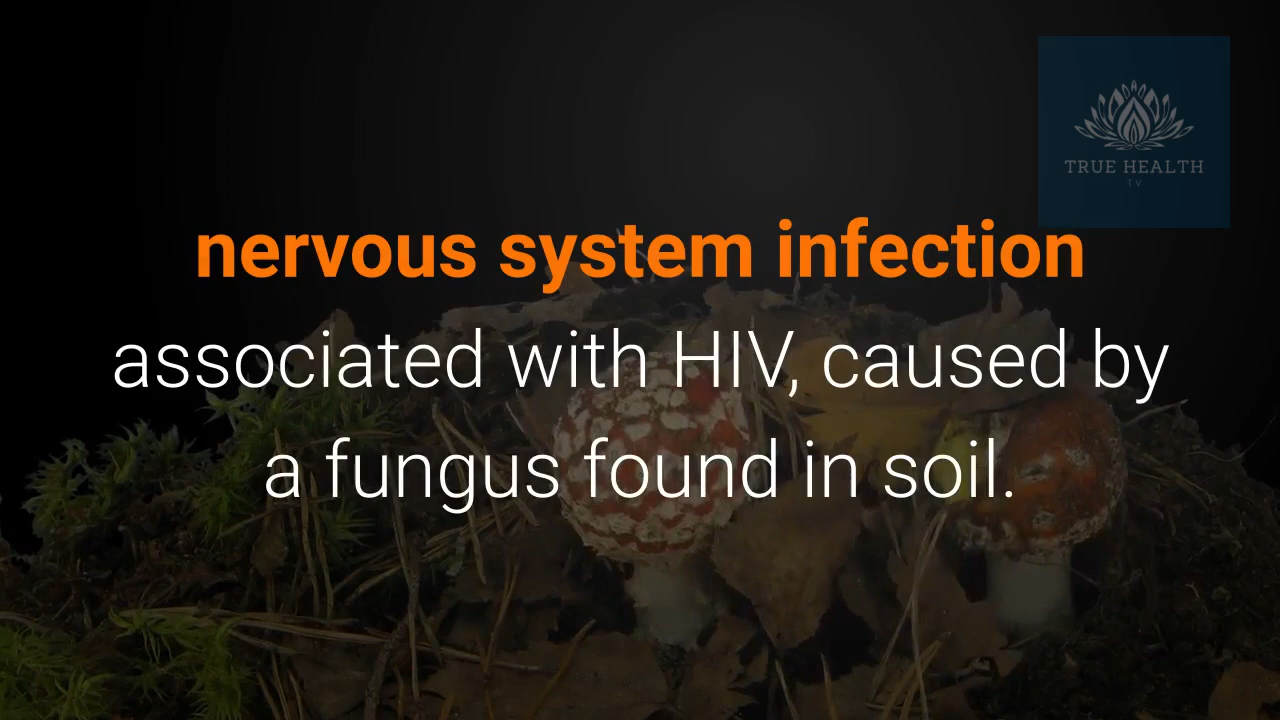 TRUE HEALTH
TV
nervous system infection
associated with HIV, caused by
a fungus found in soil.